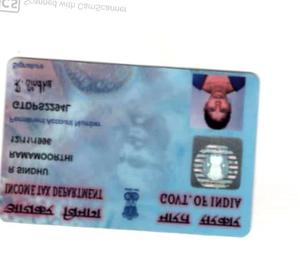 आयकर विभाग
भारत सरकार
INCOME TAX DEPARTMENT
GOVT. OF INDIA
R SINDHU
RAMAMOORTHI
12/11/1996
Permanent Account Number
GTDPS2294L
R. Sindhu
Signature
CS Scanned with CamScanner